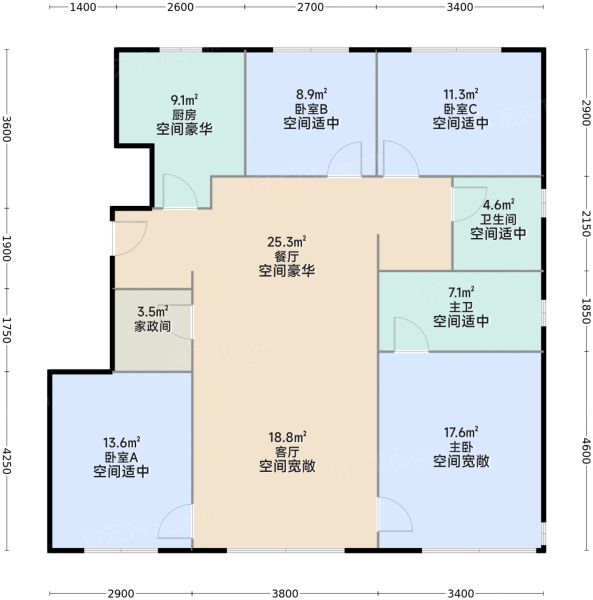 1400 2600 2700 3400
9.1㎡
厨房
空间豪华
8.9㎡
卧室B
空间适中
11.3㎡
卧室C
空间适中
2900
3600
4.6㎡
卫生间
空间适中
2150
25.3㎡
餐厅
空间豪华
1900
7.1㎡
主卫
空间适中
1850
3.5㎡
家政间
1750
13.6㎡
卧室A
空间适中
18.8㎡
客厅
空间宽敞
17.6㎡
主卧
空间宽敞
4250
4600
2900 3800 3400